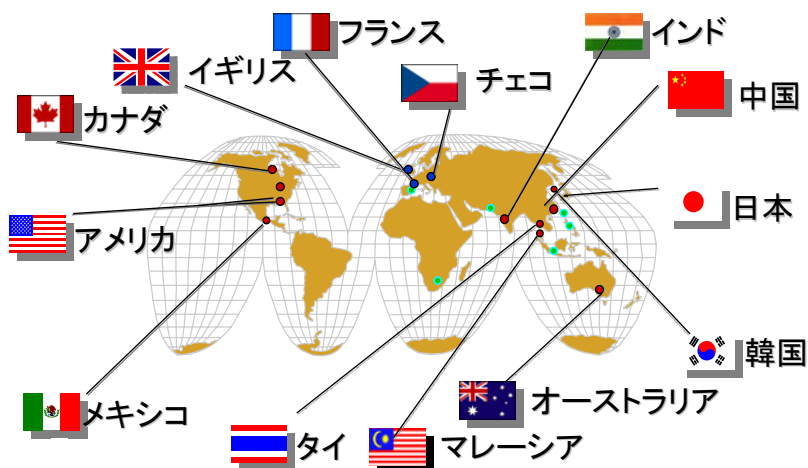 フランス
インド
イギリス
チェコ
中国
カナダ
日本
アメリカ
韓国
メキシコ
オーストラリア
タイ
マレーシア